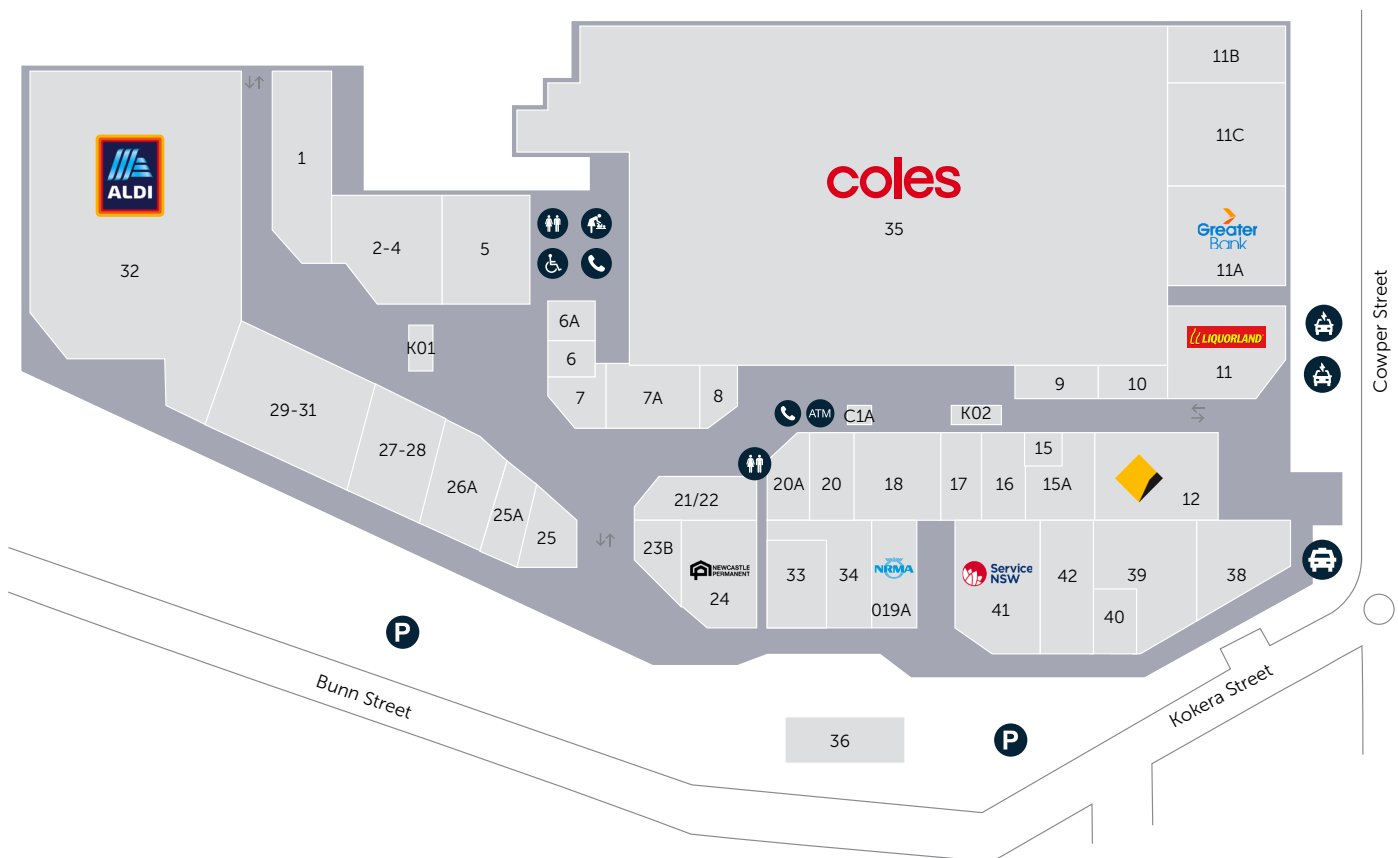 11B
ALDI
1
11C
coles
35
Greater
Bank
11A
2-4
5
32
6A
K01
6
LIQUORLAND
11
Cowper Street
29-31
7
7A
8
9
10
ATM
C1A
K02
27-28
15
26A
21/22
20A
20
18
17
16
15A
12
25A
25
23B
NEWCASTLE
PERMANENT
24
33
34
NRMA
019A
Service
NSW
41
42
39
40
38
P
Bunn Street
Kokera Street
36
P